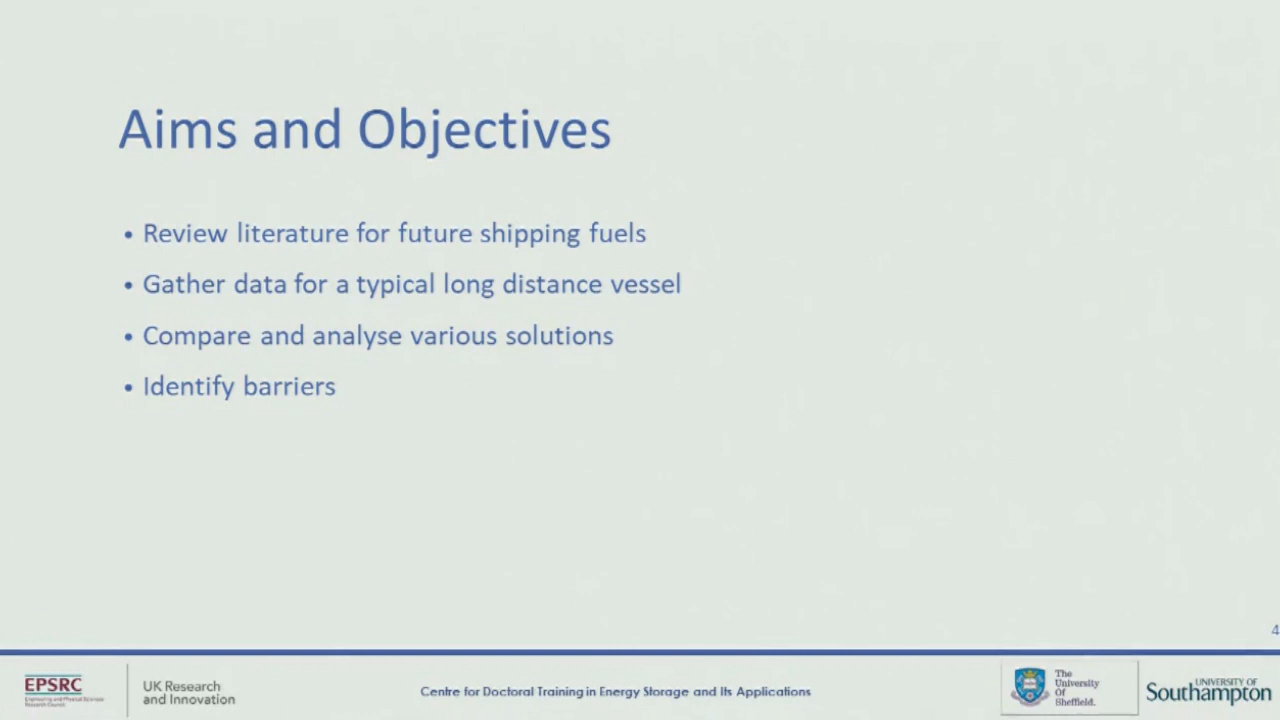 Aims and Objectives
• Review literature for future shipping fuels
• Gather data for a typical long distance vessel
• Compare and analyse various solutions
• Identify barriers
4
EPSRC
Engineering and Physical Sciences
Research Council
UK Research
and Innovation
Centre for Doctoral Training in Energy Storage and Its Applications
The
University
Of
Sheffield.
UNIVERSITY OF
Southampton